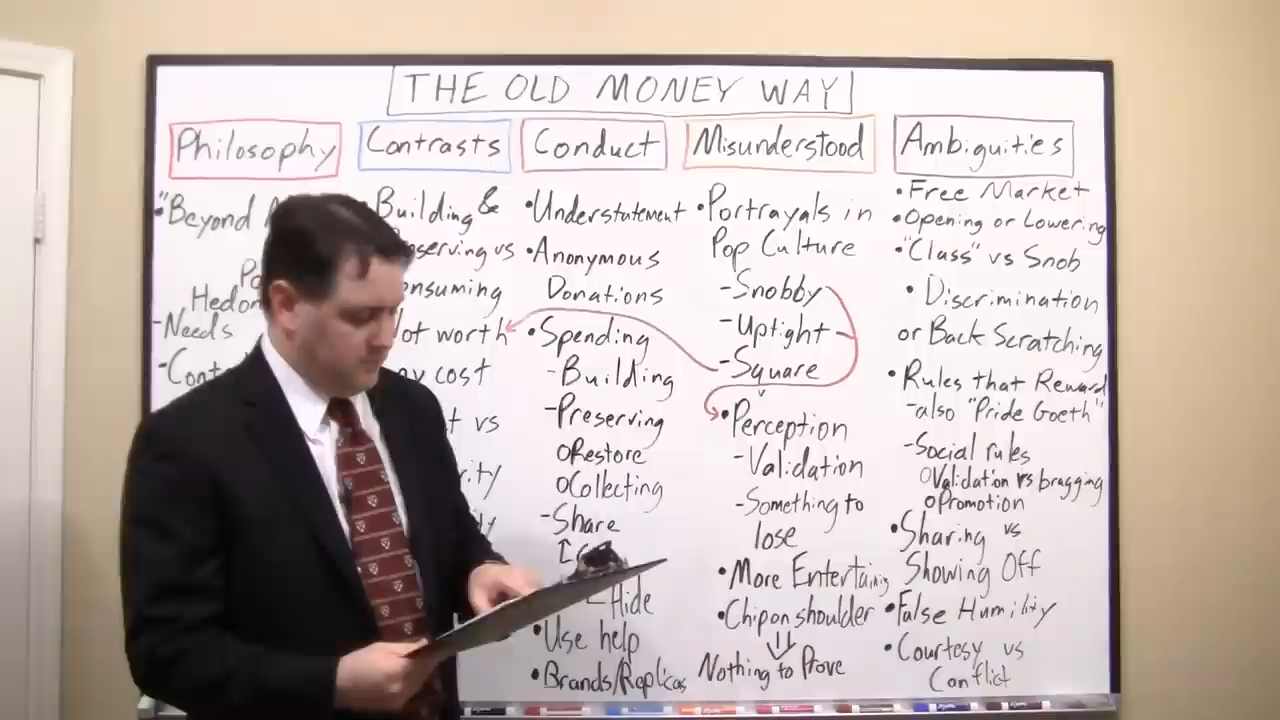 THE OLD MONEY WAY
Philosophy
"Beyond
Hedon
-Needs
Contrasts
Building &
vs
Not worth
cost
vs
Conduct
•Understatement
•Anonymous
Donations
•Spending
-Building
-Preserving
oRestore
oCollecting
-Share
-Hide
•Use help
•Brands/Replicas
Misunderstood
•Portrayals in
Pop Culture
-Snobby
-Uptight
-Square
•Perception
-Validation
-Something to
lose
•More Entertaining
•Chip on shoulder
Nothing to Prove
Ambiguities
•Free Market
•Opening or Lowering
•"Class" vs Snob
•Discrimination
or Back Scratching
•Rules that Reward
-also "Pride Goeth"
-Social rules
oValidation vs bragging
oPromotion
•Sharing vs
Showing Off
•False Humility
•Courtesy vs
Conflict